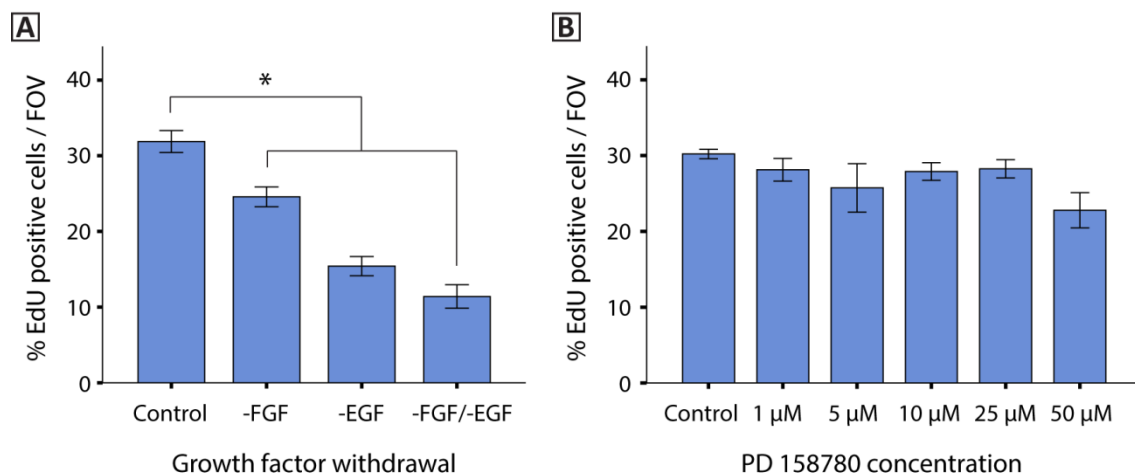 A
% EdU positive cells / FOV
40
30
20
10
0
*
Control -FGF -EGF -FGF/-EGF
Growth factor withdrawal
B
% EdU positive cells / FOV
40
30
20
10
0
Control 1 µM 5 µM 10 µM 25 µM 50 µM
PD 158780 concentration